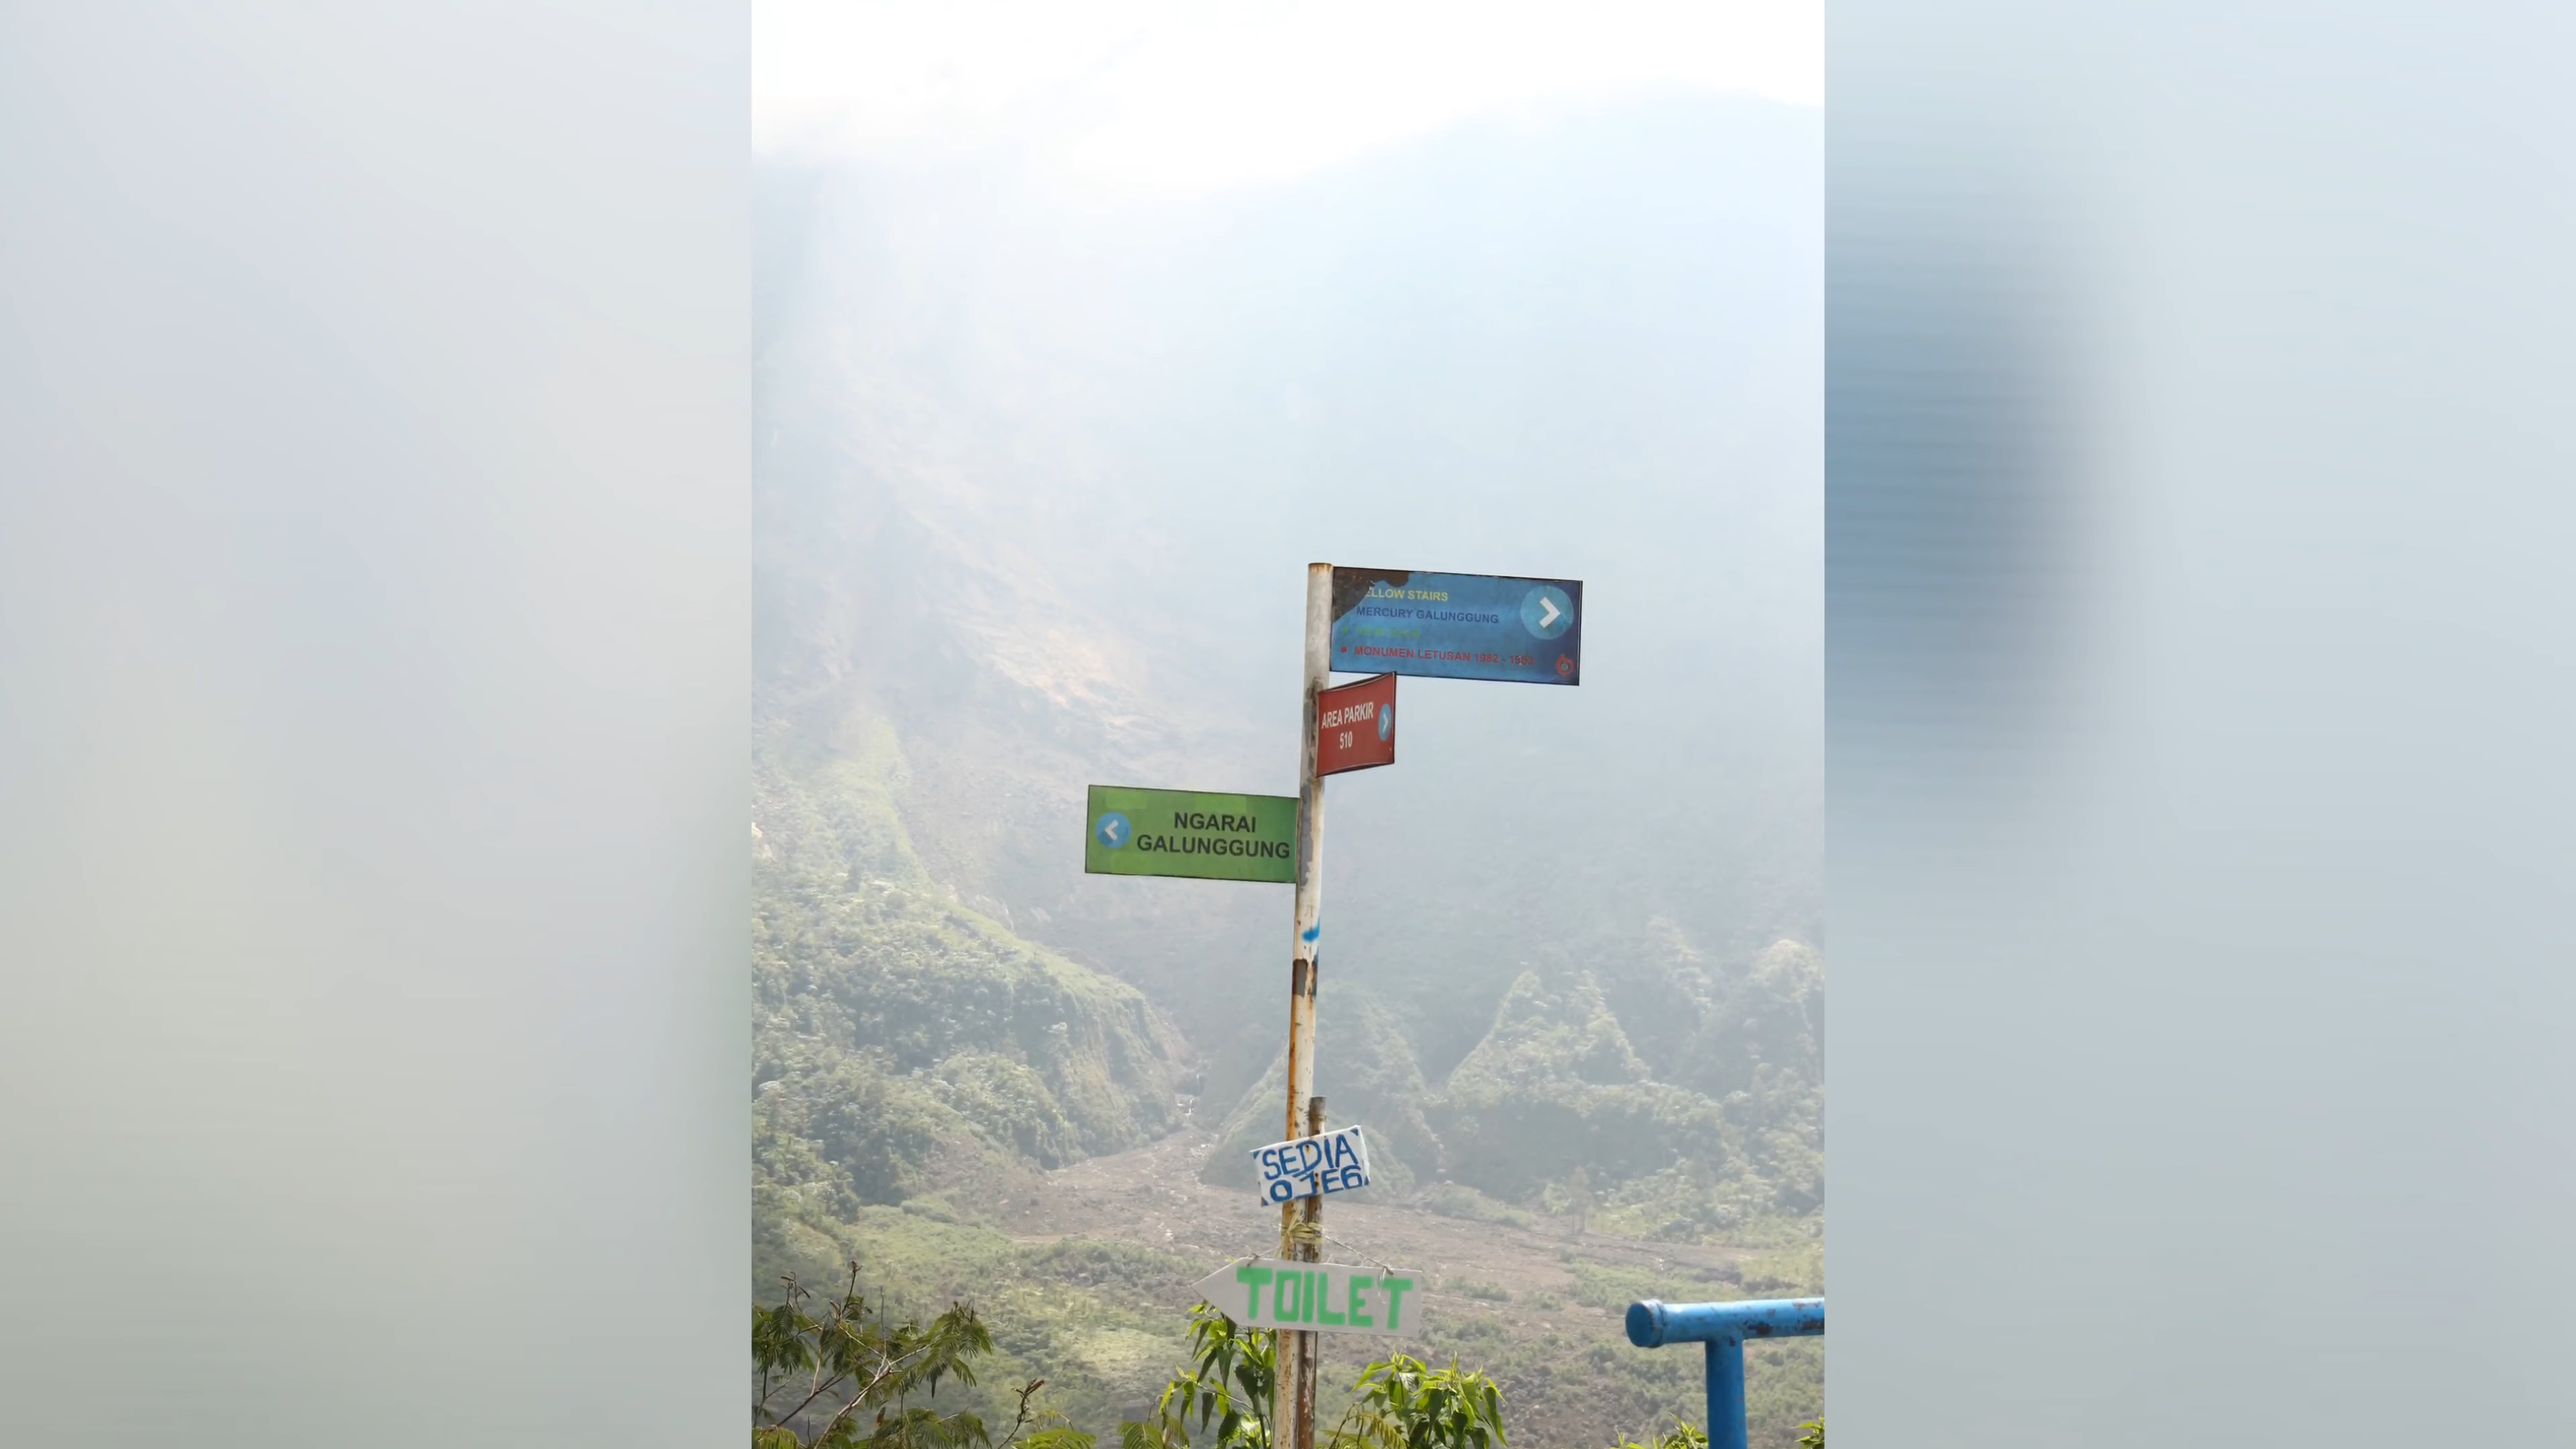 ELLOW STAIRS
MERCURY GALUNGGUNG
MONUMEN LETUSAN 1982 - 1983
AREA PARKIR
510
NGARAI
GALUNGGUNG
SEDIA
OJEG
TOILET